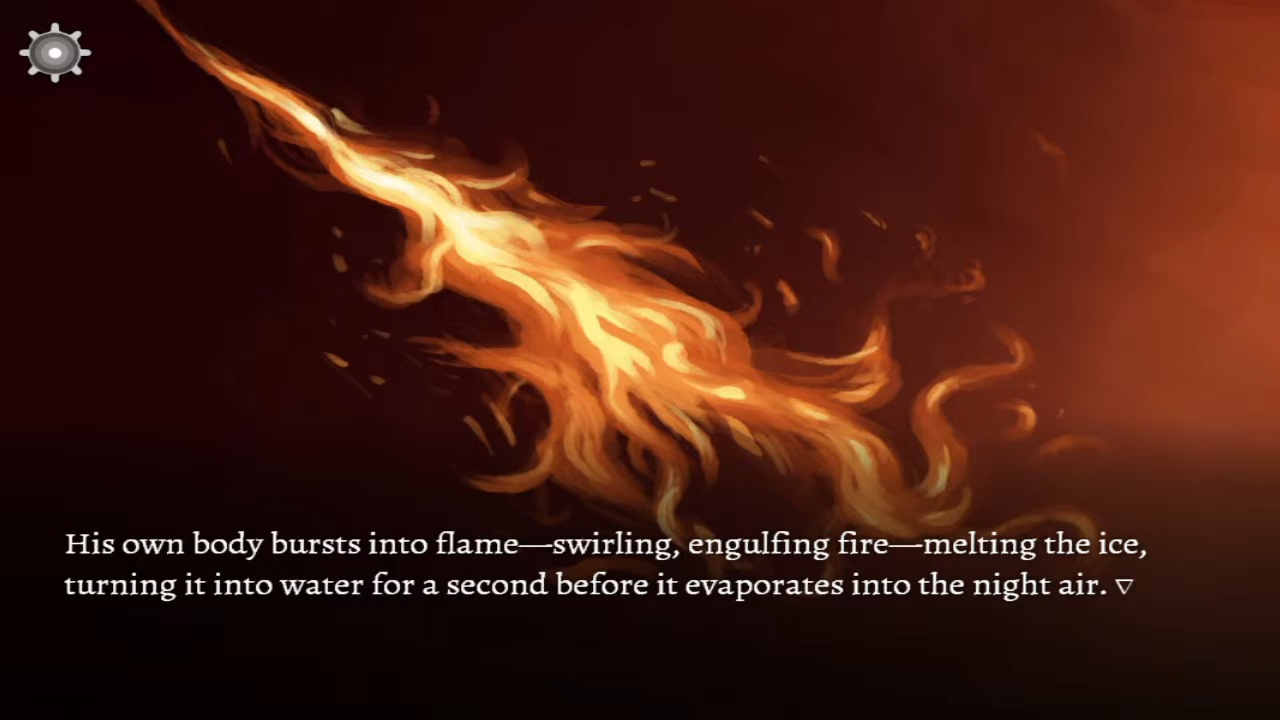 His own body bursts into flame—swirling, engulfing fire—melting the ice,
turning it into water for a second before it evaporates into the night air. ▽